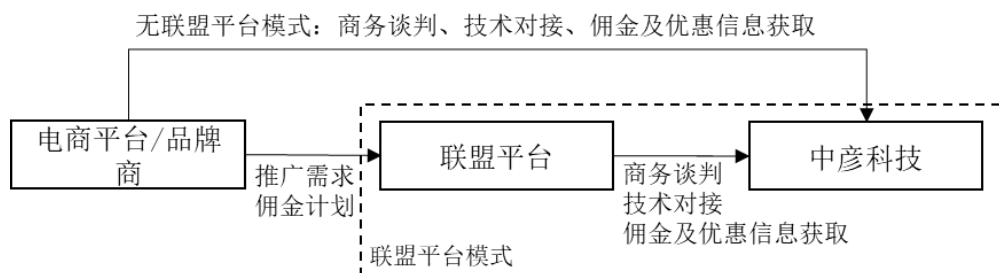 无联盟平台模式：商务谈判、技术对接、佣金及优惠信息获取
电商平台/品牌
商
推广需求
佣金计划
联盟平台
商务谈判
技术对接
佣金及优惠信息获取
中彦科技
联盟平台模式